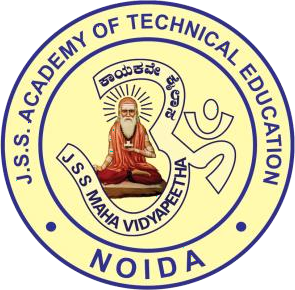 J.S.S. ACADEMY OF TECHNICAL EDUCATION
ಕಾಯಕವೇ ಕೈಲಾಸ
J S S MAHA VIDYAPEETHA
NOIDA